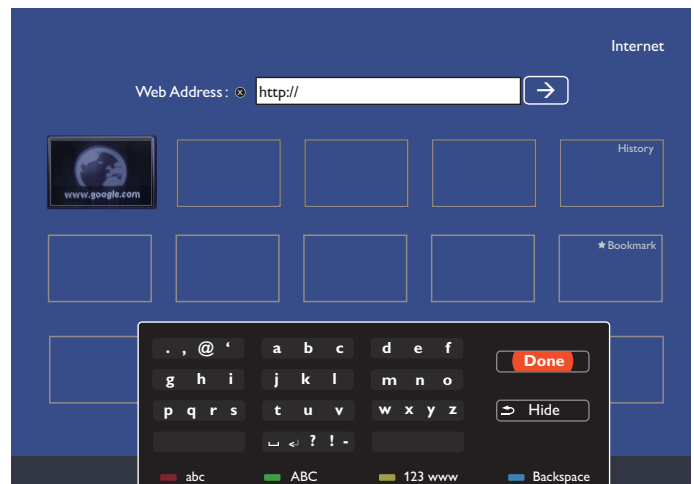 Internet
Web Address : http://
History
www.google.com
★Bookmark
. , @ ‘ a b c d e f
Done
g h i j k l m n o
p q r s t u v w x y z Hide
␣ ↵ ? ! -
abc ABC 123 www Backspace